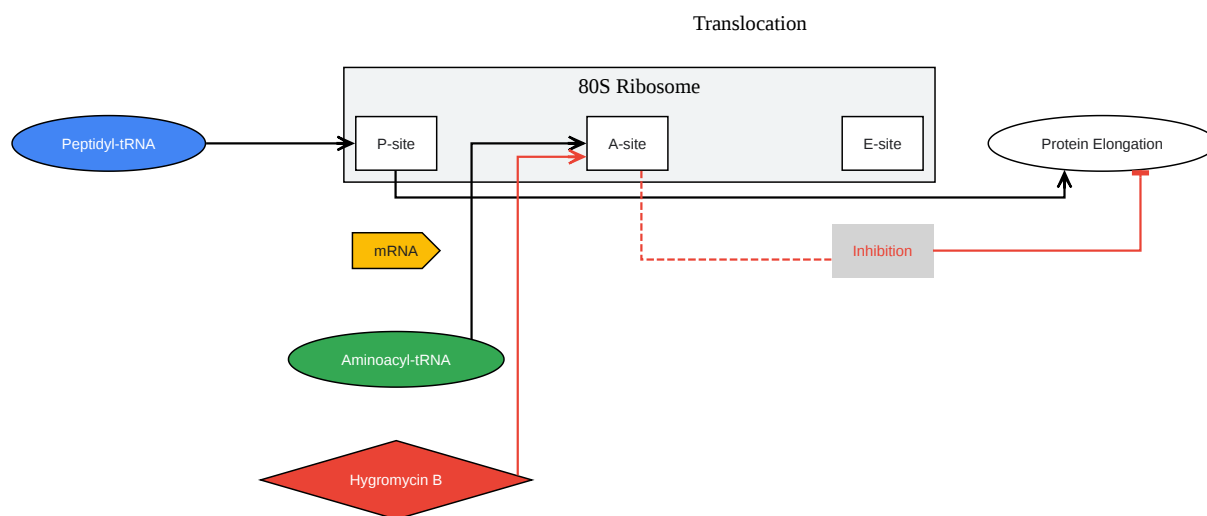 Translocation
80S Ribosome
Peptidyl-tRNA
P-site
A-site
E-site
Protein Elongation
mRNA
Inhibition
Aminoacyl-tRNA
Hygromycin B